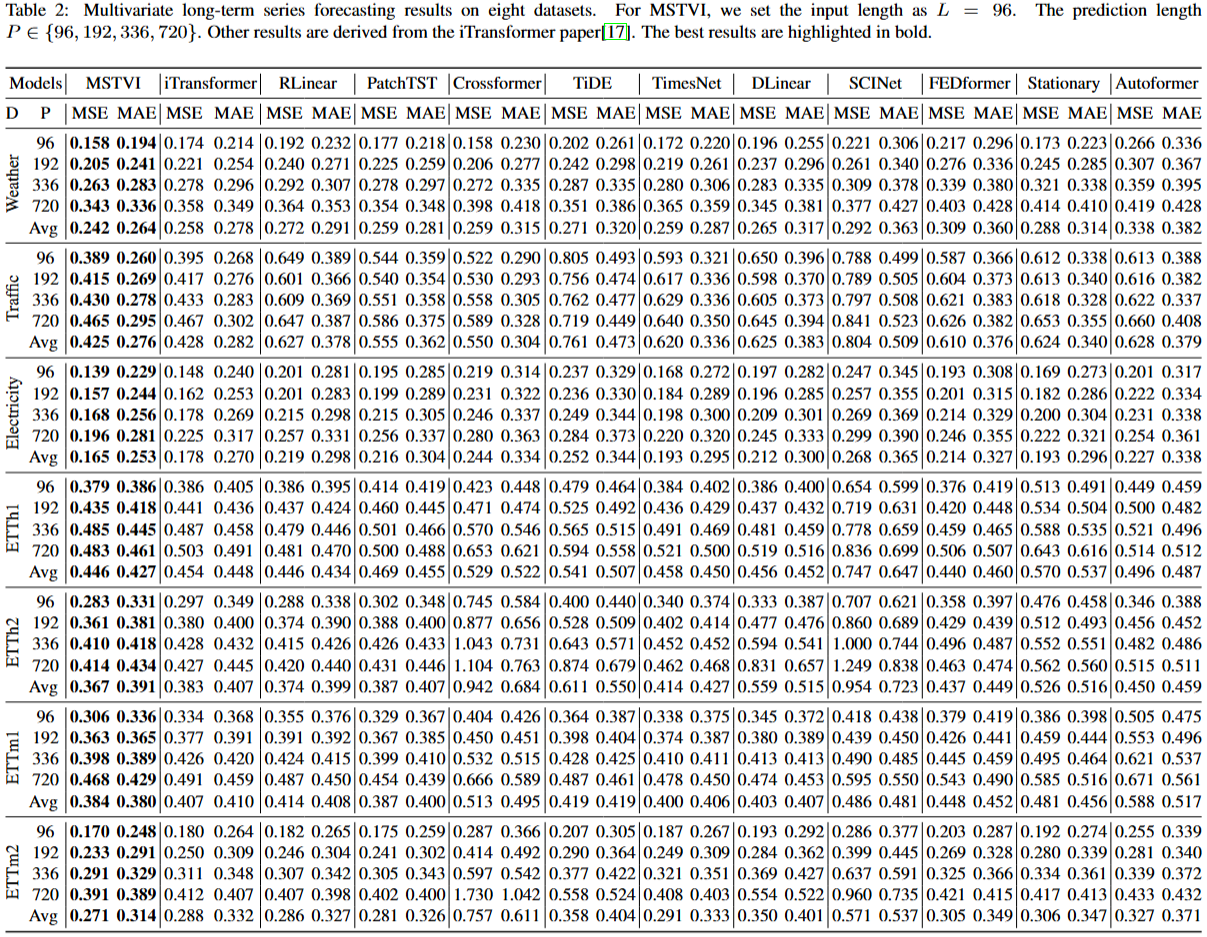 Table 2: Multivariate long-term series forecasting results on eight datasets. For MSTVI, we set the input length as L = 96. The prediction length
P ∈ {96, 192, 336, 720}. Other results are derived from the iTransformer paper[17]. The best results are highlighted in bold.
Models MSTVI iTransformer RLinear PatchTST Crossformer TiDE TimesNet DLinear SCINet FEDformer Stationary Autoformer
D P MSE MAE MSE MAE MSE MAE MSE MAE MSE MAE MSE MAE MSE MAE MSE MAE MSE MAE MSE MAE MSE MAE MSE MAE
Weather
96 0.158 0.194 0.174 0.214 0.192 0.232 0.177 0.218 0.158 0.230 0.202 0.261 0.172 0.220 0.196 0.255 0.221 0.306 0.217 0.296 0.173 0.223 0.266 0.336
192 0.205 0.241 0.221 0.254 0.240 0.271 0.225 0.259 0.206 0.277 0.242 0.298 0.219 0.261 0.237 0.296 0.261 0.340 0.276 0.336 0.245 0.285 0.307 0.367
336 0.263 0.283 0.278 0.296 0.292 0.307 0.278 0.297 0.272 0.335 0.287 0.335 0.280 0.306 0.283 0.335 0.309 0.378 0.339 0.380 0.321 0.338 0.359 0.395
720 0.343 0.336 0.358 0.349 0.364 0.353 0.354 0.348 0.398 0.418 0.351 0.386 0.365 0.359 0.345 0.381 0.377 0.427 0.403 0.428 0.414 0.410 0.419 0.428
Avg 0.242 0.264 0.258 0.278 0.272 0.291 0.259 0.281 0.259 0.315 0.271 0.320 0.259 0.287 0.265 0.317 0.292 0.363 0.309 0.360 0.288 0.314 0.338 0.382
Traffic
96 0.389 0.260 0.395 0.268 0.649 0.389 0.544 0.359 0.522 0.290 0.805 0.493 0.593 0.321 0.650 0.396 0.788 0.499 0.587 0.366 0.612 0.338 0.613 0.388
192 0.415 0.269 0.417 0.276 0.601 0.366 0.540 0.354 0.530 0.293 0.756 0.474 0.617 0.336 0.598 0.370 0.789 0.505 0.604 0.373 0.613 0.340 0.616 0.382
336 0.430 0.278 0.433 0.283 0.609 0.369 0.551 0.358 0.558 0.305 0.762 0.477 0.629 0.336 0.605 0.373 0.797 0.508 0.621 0.383 0.618 0.328 0.622 0.337
720 0.465 0.295 0.467 0.302 0.647 0.387 0.586 0.375 0.589 0.328 0.719 0.449 0.640 0.350 0.645 0.394 0.841 0.523 0.626 0.382 0.653 0.355 0.660 0.408
Avg 0.425 0.276 0.428 0.282 0.627 0.378 0.555 0.362 0.550 0.304 0.761 0.473 0.620 0.336 0.625 0.383 0.804 0.509 0.610 0.376 0.624 0.340 0.628 0.379
Electricity
96 0.139 0.229 0.148 0.240 0.201 0.281 0.195 0.285 0.219 0.314 0.237 0.329 0.168 0.272 0.197 0.282 0.247 0.345 0.193 0.308 0.169 0.273 0.201 0.317
192 0.157 0.244 0.162 0.253 0.201 0.283 0.199 0.289 0.231 0.322 0.236 0.330 0.184 0.289 0.196 0.285 0.257 0.355 0.201 0.315 0.182 0.286 0.222 0.334
336 0.168 0.256 0.178 0.269 0.215 0.298 0.215 0.305 0.246 0.337 0.249 0.344 0.198 0.300 0.209 0.301 0.269 0.369 0.214 0.329 0.200 0.304 0.231 0.338
720 0.196 0.281 0.225 0.317 0.257 0.331 0.256 0.337 0.280 0.363 0.284 0.373 0.220 0.320 0.245 0.333 0.299 0.390 0.246 0.355 0.222 0.321 0.254 0.361
Avg 0.165 0.253 0.178 0.270 0.219 0.298 0.216 0.304 0.244 0.334 0.252 0.344 0.193 0.295 0.212 0.300 0.268 0.365 0.214 0.327 0.193 0.296 0.227 0.338
ETTh1
96 0.379 0.386 0.386 0.405 0.386 0.395 0.414 0.419 0.423 0.448 0.479 0.464 0.384 0.402 0.386 0.400 0.654 0.599 0.376 0.419 0.513 0.491 0.449 0.459
192 0.435 0.418 0.441 0.436 0.437 0.424 0.460 0.445 0.471 0.474 0.525 0.492 0.436 0.429 0.437 0.432 0.719 0.631 0.420 0.448 0.534 0.504 0.500 0.482
336 0.485 0.445 0.487 0.458 0.479 0.446 0.501 0.466 0.570 0.546 0.565 0.515 0.491 0.469 0.481 0.459 0.778 0.659 0.459 0.465 0.588 0.535 0.521 0.496
720 0.483 0.461 0.503 0.491 0.481 0.470 0.500 0.488 0.653 0.621 0.594 0.558 0.521 0.500 0.519 0.516 0.836 0.699 0.506 0.507 0.643 0.616 0.514 0.512
Avg 0.446 0.427 0.454 0.448 0.446 0.434 0.469 0.455 0.529 0.522 0.541 0.507 0.458 0.450 0.456 0.452 0.747 0.647 0.440 0.460 0.570 0.537 0.496 0.487
ETTh2
96 0.283 0.331 0.297 0.349 0.288 0.338 0.302 0.348 0.745 0.584 0.400 0.440 0.340 0.374 0.333 0.387 0.707 0.621 0.358 0.397 0.476 0.458 0.346 0.388
192 0.361 0.381 0.380 0.400 0.374 0.390 0.388 0.400 0.877 0.656 0.528 0.509 0.402 0.414 0.477 0.476 0.860 0.689 0.429 0.439 0.512 0.493 0.456 0.452
336 0.410 0.418 0.428 0.432 0.415 0.426 0.426 0.433 1.043 0.731 0.643 0.571 0.452 0.452 0.594 0.541 1.000 0.744 0.496 0.487 0.552 0.551 0.482 0.486
720 0.414 0.434 0.427 0.445 0.420 0.440 0.431 0.446 1.104 0.763 0.874 0.679 0.462 0.468 0.831 0.657 1.249 0.838 0.463 0.474 0.562 0.560 0.515 0.511
Avg 0.367 0.391 0.383 0.407 0.374 0.399 0.387 0.407 0.942 0.684 0.611 0.550 0.414 0.427 0.559 0.515 0.954 0.723 0.437 0.449 0.526 0.516 0.450 0.459
ETTm1
96 0.306 0.336 0.334 0.368 0.355 0.376 0.329 0.367 0.404 0.426 0.364 0.387 0.338 0.375 0.345 0.372 0.418 0.438 0.379 0.419 0.386 0.398 0.505 0.475
192 0.363 0.365 0.377 0.391 0.391 0.392 0.367 0.385 0.450 0.451 0.398 0.404 0.374 0.387 0.380 0.389 0.439 0.450 0.426 0.441 0.459 0.444 0.553 0.496
336 0.398 0.389 0.426 0.420 0.424 0.415 0.399 0.410 0.532 0.515 0.428 0.425 0.410 0.411 0.413 0.413 0.490 0.485 0.445 0.459 0.495 0.464 0.621 0.537
720 0.468 0.429 0.491 0.459 0.487 0.450 0.454 0.439 0.666 0.589 0.487 0.461 0.478 0.450 0.474 0.453 0.595 0.550 0.543 0.490 0.585 0.516 0.671 0.561
Avg 0.384 0.380 0.407 0.410 0.414 0.408 0.387 0.400 0.513 0.495 0.419 0.419 0.400 0.406 0.403 0.407 0.486 0.481 0.448 0.452 0.481 0.456 0.588 0.517
ETTm2
96 0.170 0.248 0.180 0.264 0.182 0.265 0.175 0.259 0.287 0.366 0.207 0.305 0.187 0.267 0.193 0.292 0.286 0.377 0.203 0.287 0.192 0.274 0.255 0.339
192 0.233 0.291 0.250 0.309 0.246 0.304 0.241 0.302 0.414 0.492 0.290 0.364 0.249 0.309 0.284 0.362 0.399 0.445 0.269 0.328 0.280 0.339 0.281 0.340
336 0.291 0.329 0.311 0.348 0.307 0.342 0.305 0.343 0.597 0.542 0.377 0.422 0.321 0.351 0.369 0.427 0.637 0.591 0.325 0.366 0.334 0.361 0.339 0.372
720 0.391 0.389 0.412 0.407 0.407 0.398 0.402 0.400 1.730 1.042 0.558 0.524 0.408 0.403 0.554 0.522 0.960 0.735 0.421 0.415 0.417 0.413 0.433 0.432
Avg 0.271 0.314 0.288 0.332 0.286 0.327 0.281 0.326 0.757 0.611 0.358 0.404 0.291 0.333 0.350 0.401 0.571 0.537 0.305 0.349 0.306 0.347 0.327 0.371